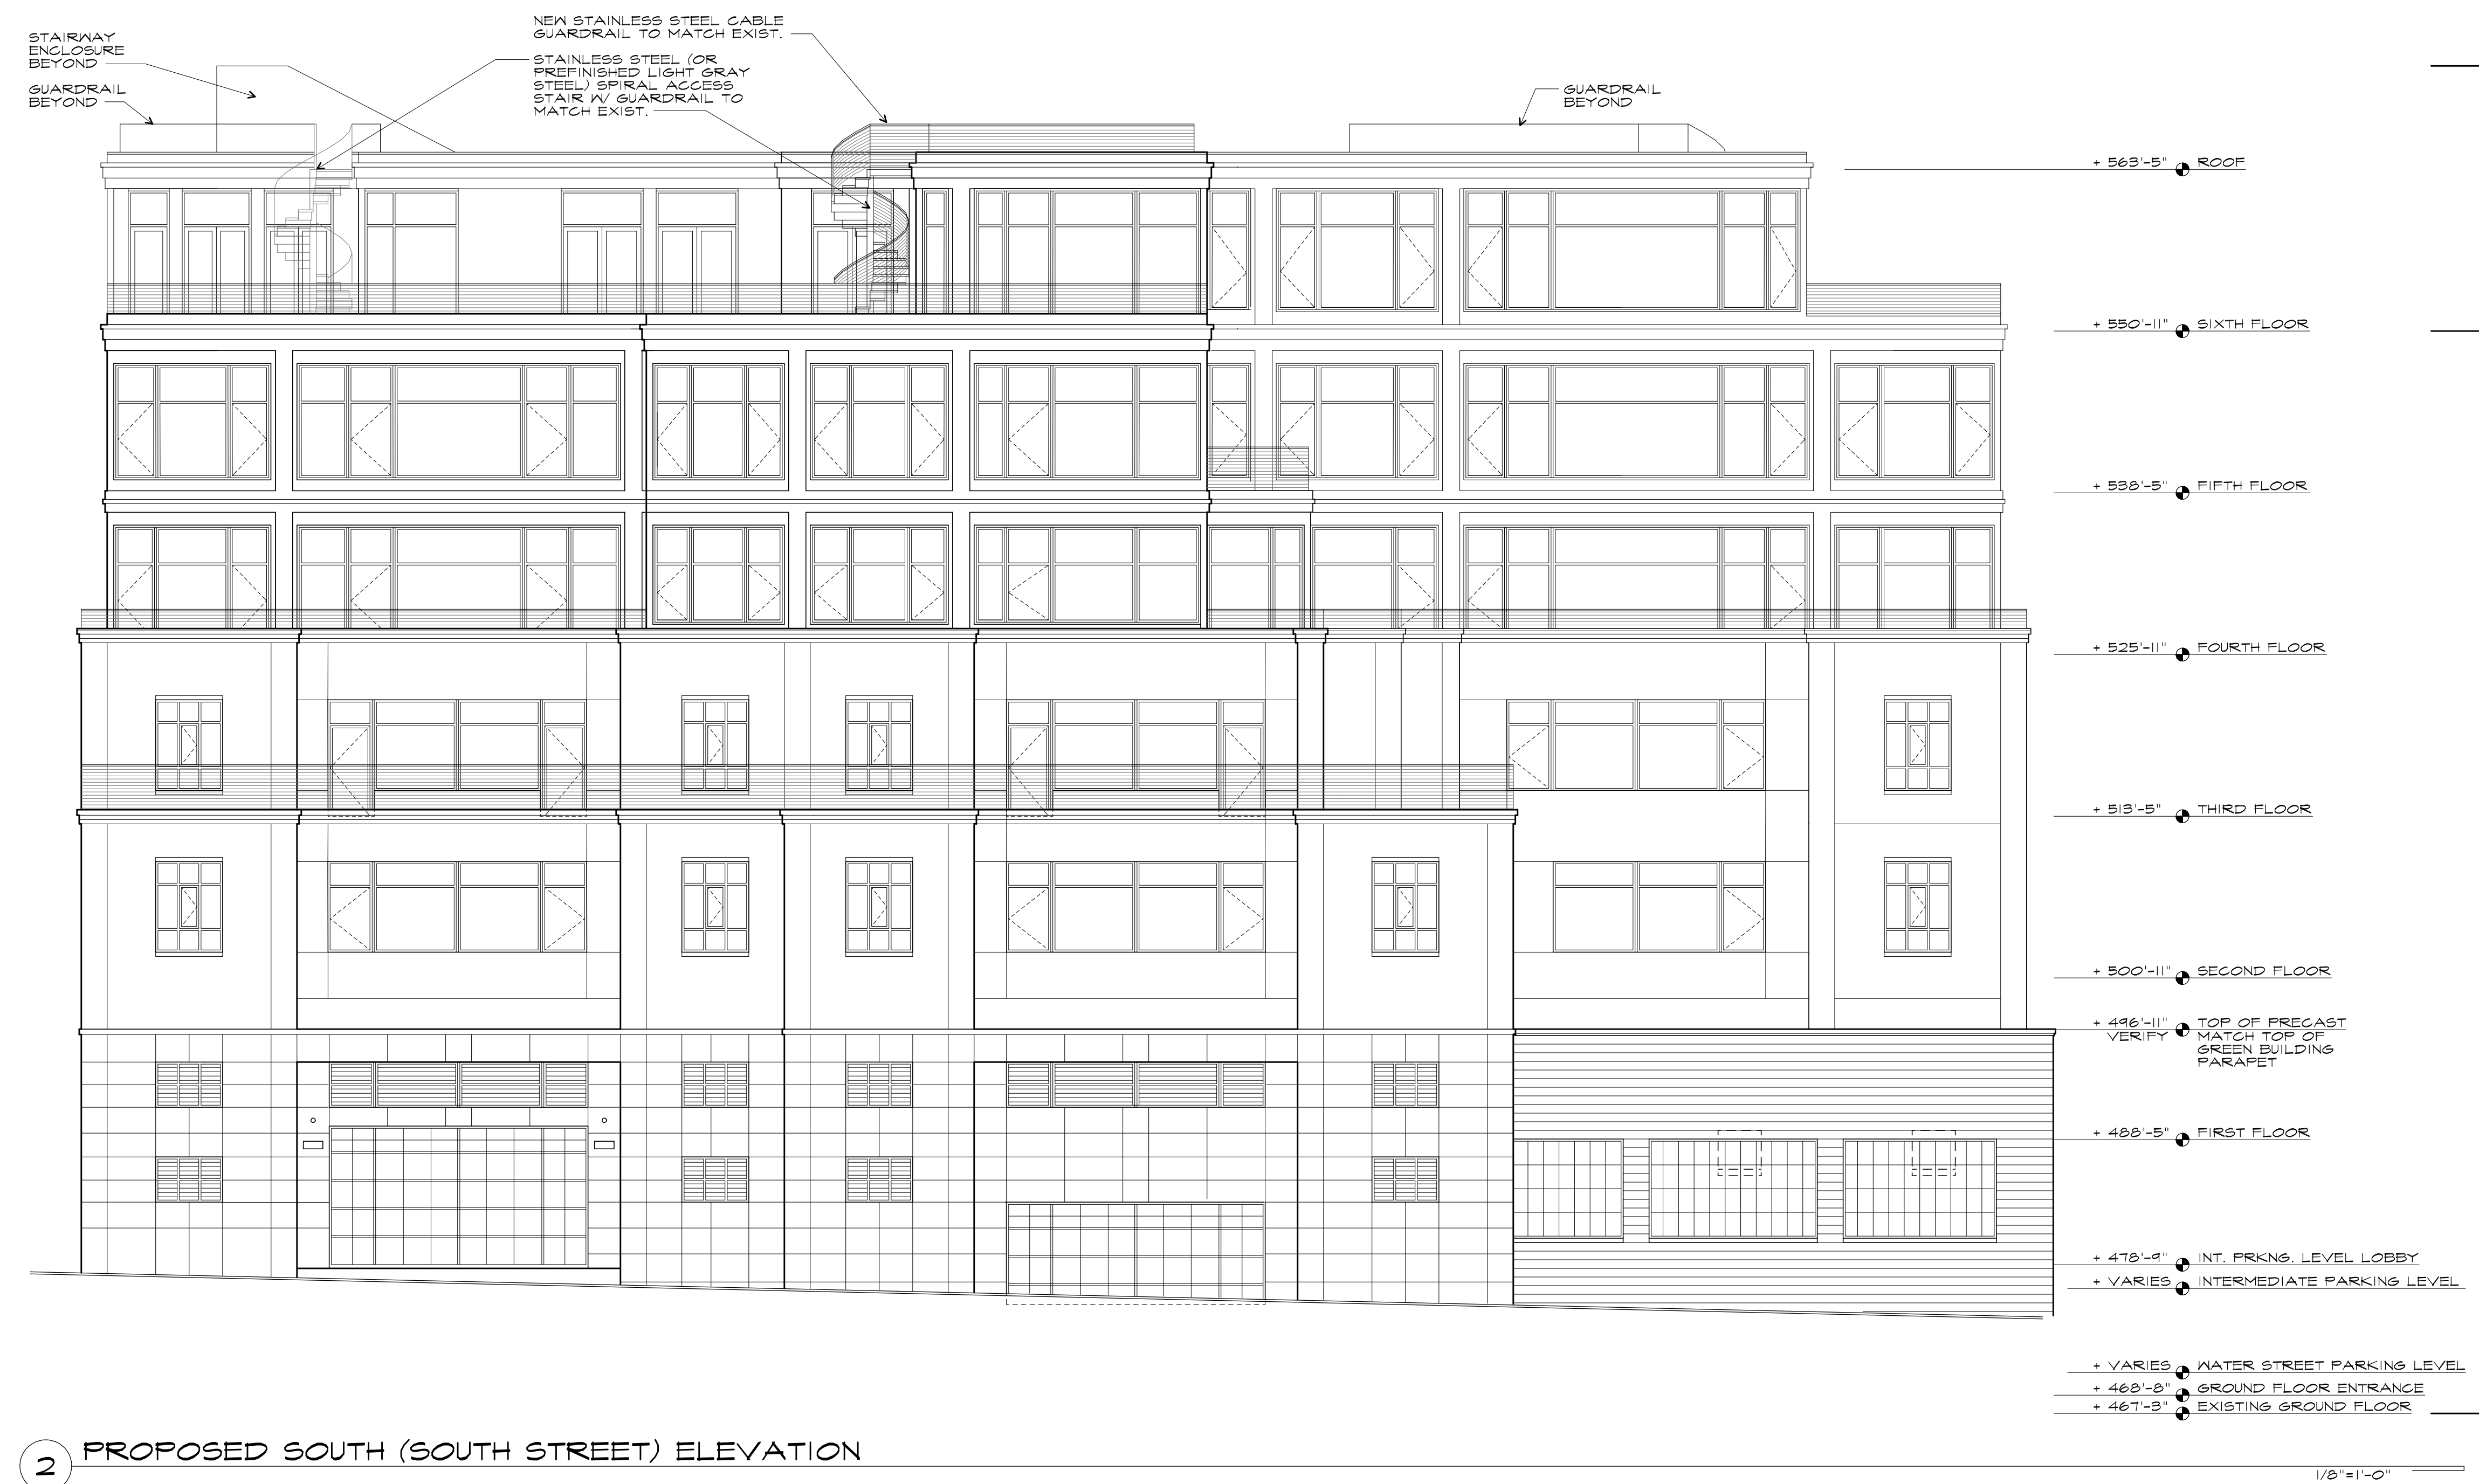 NEW STAINLESS STEEL CABLE
GUARDRAIL TO MATCH EXIST.
STAIRWAY
ENCLOSURE
BEYOND
STAINLESS STEEL (OR
PREFINISHED LIGHT GRAY
STEEL) SPIRAL ACCESS
STAIR W/ GUARDRAIL TO
MATCH EXIST.
GUARDRAIL
BEYOND
GUARDRAIL
BEYOND
+ 563'-5" ROOF
+ 550'-11" SIXTH FLOOR
+ 538'-5" FIFTH FLOOR
+ 525'-11" FOURTH FLOOR
+ 513'-5" THIRD FLOOR
+ 500'-11" SECOND FLOOR
+ 496'-11" TOP OF PRECAST
VERIFY MATCH TOP OF
GREEN BUILDING
PARAPET
+ 488'-5" FIRST FLOOR
+ 478'-9" INT. PRKNG. LEVEL LOBBY
+ VARIES INTERMEDIATE PARKING LEVEL
+ VARIES WATER STREET PARKING LEVEL
+ 468'-8" GROUND FLOOR ENTRANCE
+ 467'-3" EXISTING GROUND FLOOR
2 PROPOSED SOUTH (SOUTH STREET) ELEVATION
1/8"=1'-0"